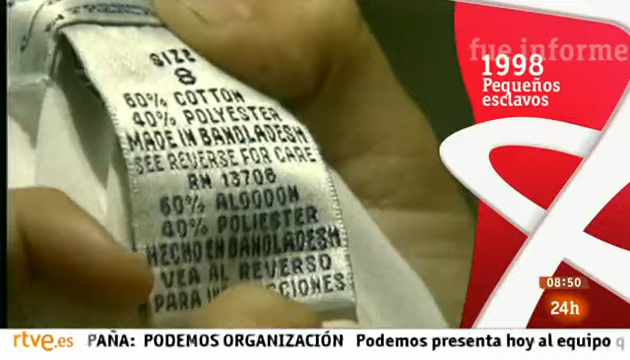 fue informe
1998
Pequeños
esclavos
SIZE
8
60% COTTON
40% POLYESTER
MADE IN BANGLADESH
SEE REVERSE FOR CARE
RN 13708
60% ALGODON
40% POLIESTER
HECHO EN BANGLADESH
VEA AL REVERSO
PARA
08:50
24h
rtve.es PAÑA: PODEMOS ORGANIZACIÓN Podemos presenta hoy al equipo